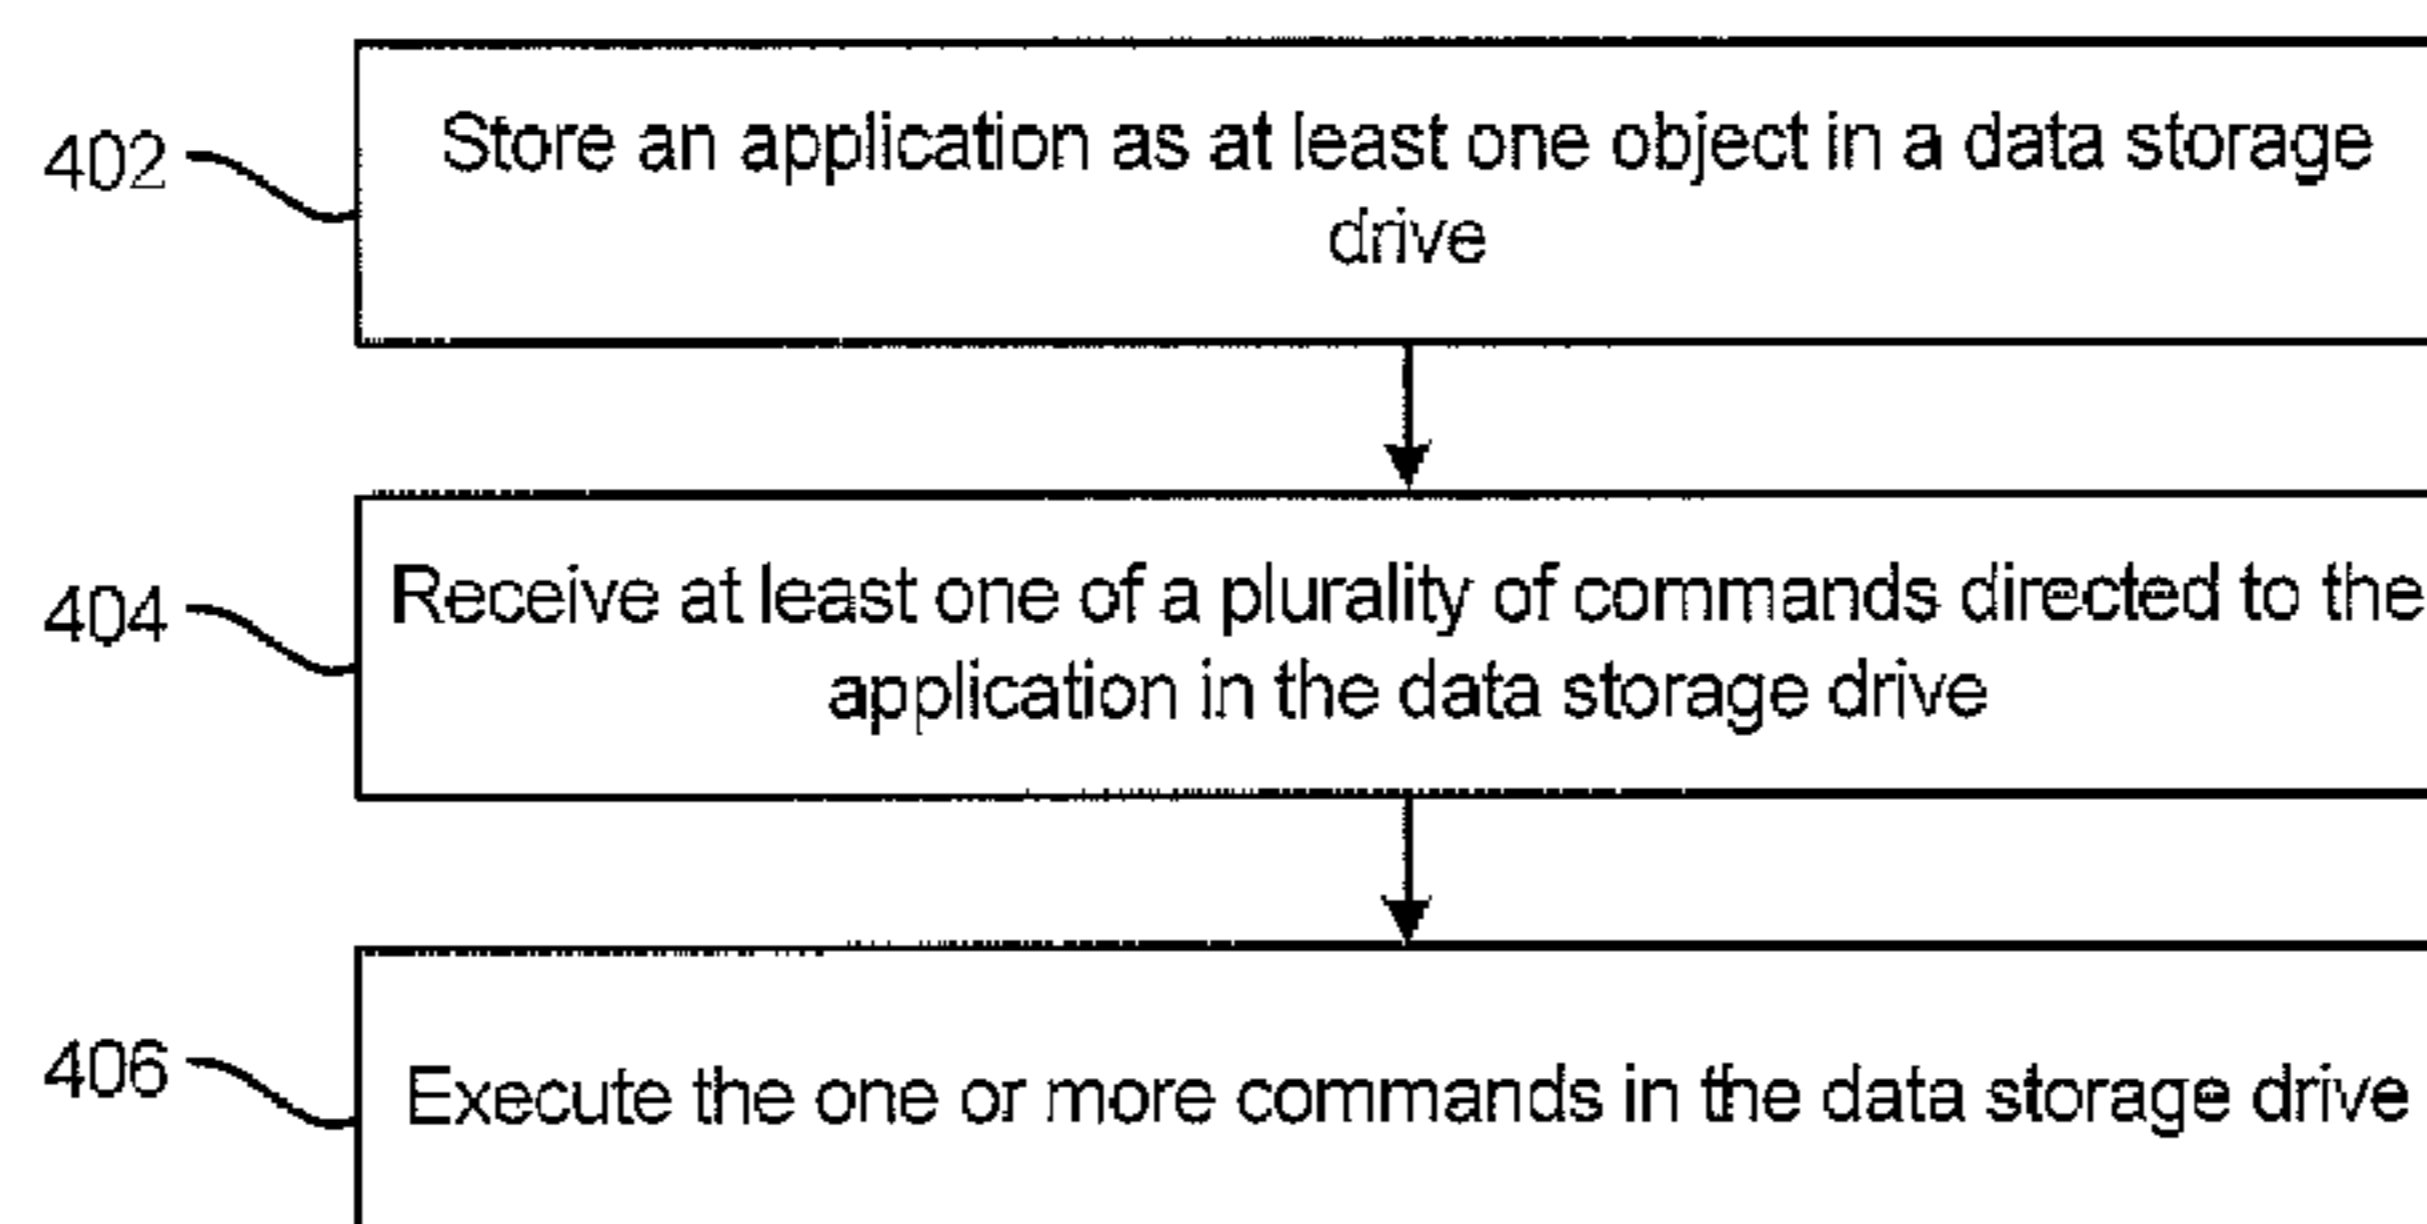 402
Store an application as at least one object in a data storage
drive
404
Receive at least one of a plurality of commands directed to the
application in the data storage drive
406
Execute the one or more commands in the data storage drive